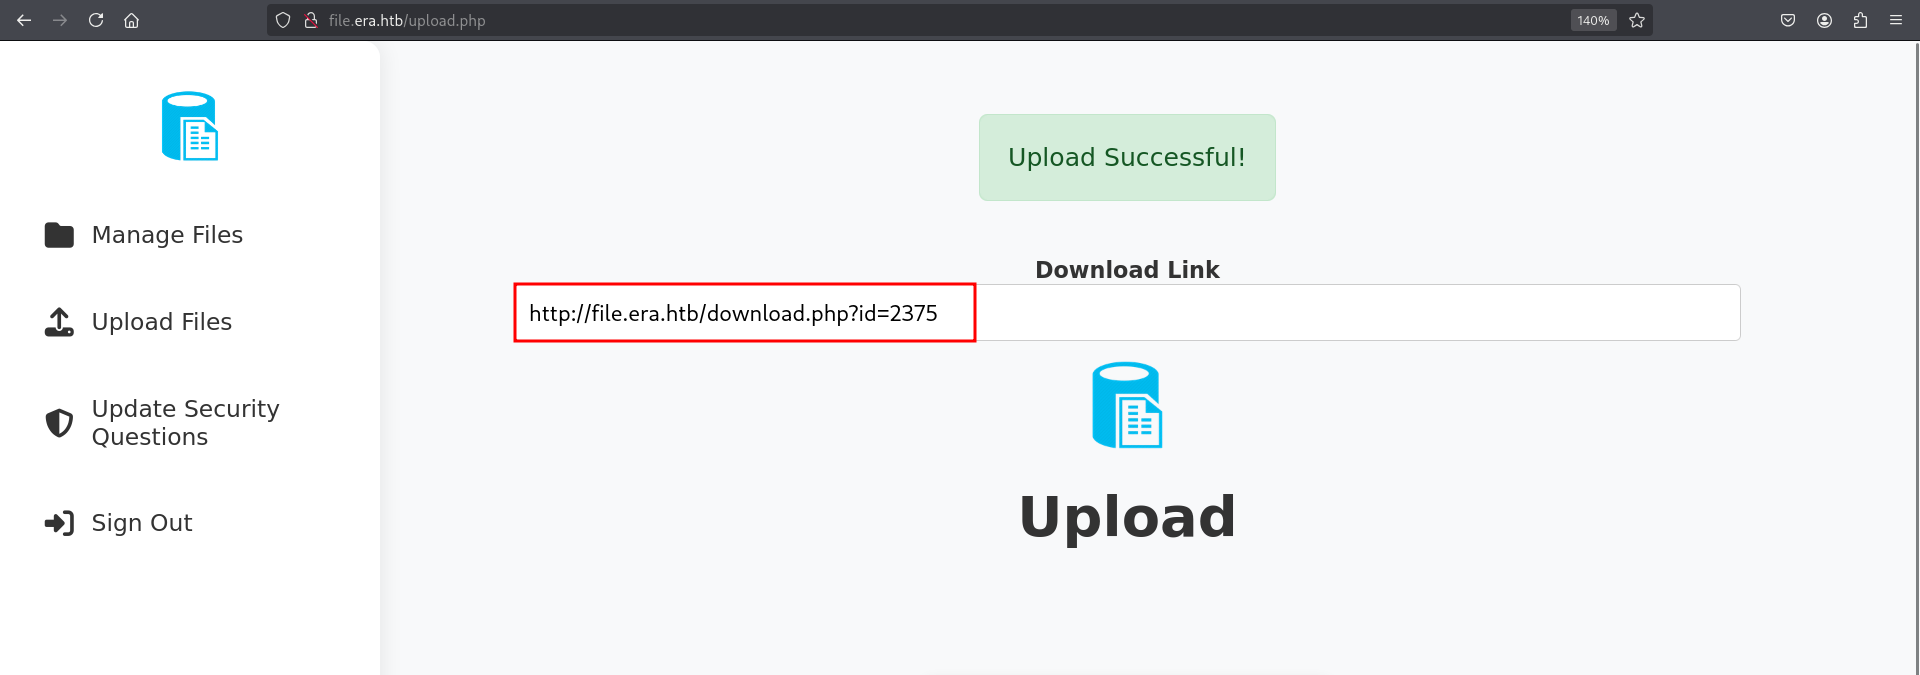 file.era.htb/upload.php
140%
Manage Files
Upload Files
Update Security
Questions
Sign Out
Upload Successful!
Download Link
http://file.era.htb/download.php?id=2375
Upload